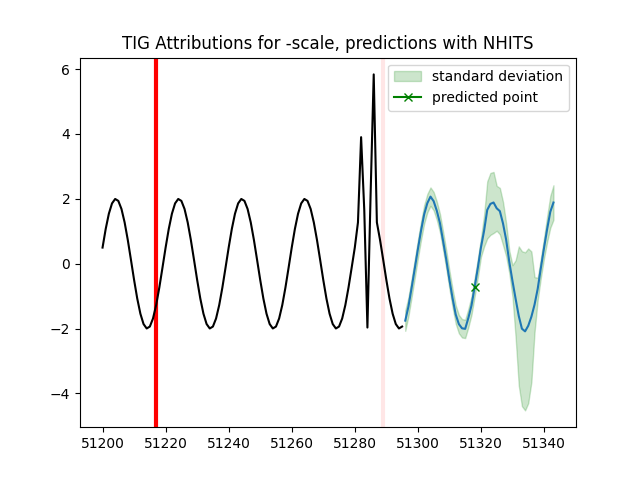 TIG Attributions for -scale, predictions with NHITS
standard deviation
predicted point
6
4
2
0
−2
−4
51200 51220 51240 51260 51280 51300 51320 51340